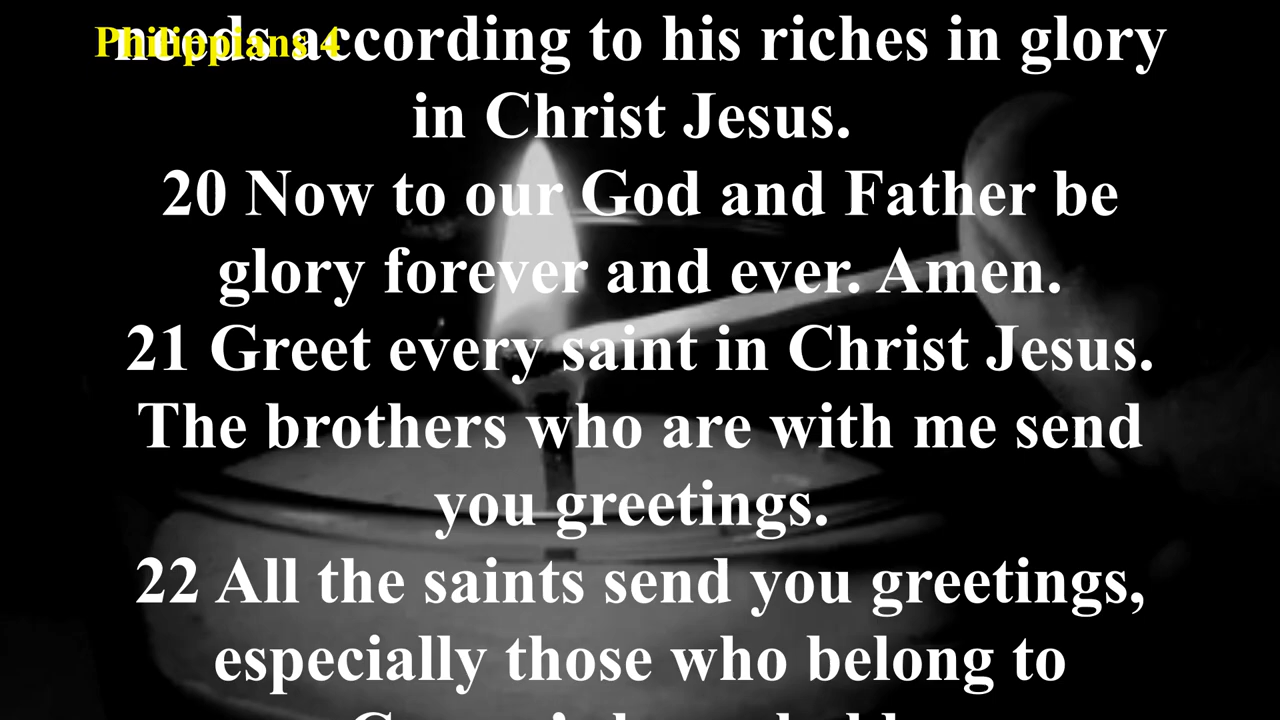 Philippians 4
needs according to his riches in glory
in Christ Jesus.
20 Now to our God and Father be
glory forever and ever. Amen.
21 Greet every saint in Christ Jesus.
The brothers who are with me send
you greetings.
22 All the saints send you greetings,
especially those who belong to